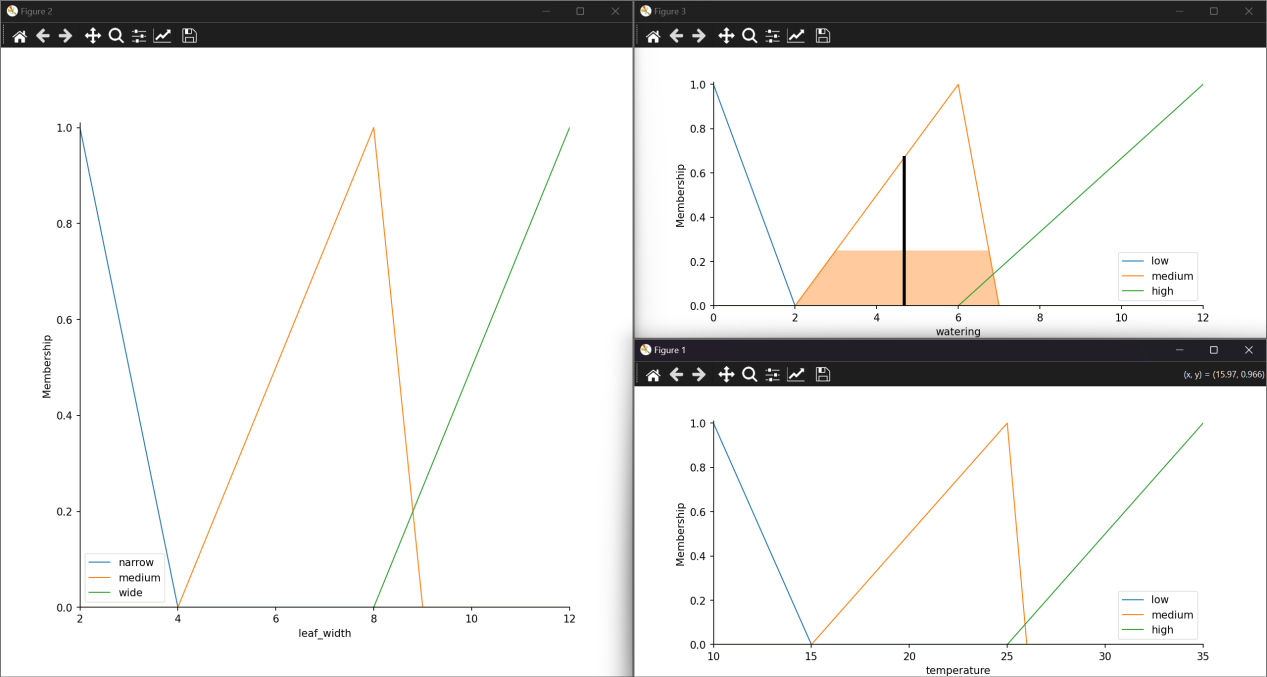 Figure 2
1.0
0.8
0.6
0.4
0.2
0.0
Membership
narrow
medium
wide
2 4 6 8 10 12
leaf_width
Figure 3
1.0
0.8
0.6
0.4
0.2
0.0
Membership
low
medium
high
0 2 4 6 8 10 12
watering
Figure 1
(x, y) = (15.97, 0.966)
1.0
0.8
0.6
0.4
0.2
0.0
Membership
low
medium
high
10 15 20 25 30 35
temperature